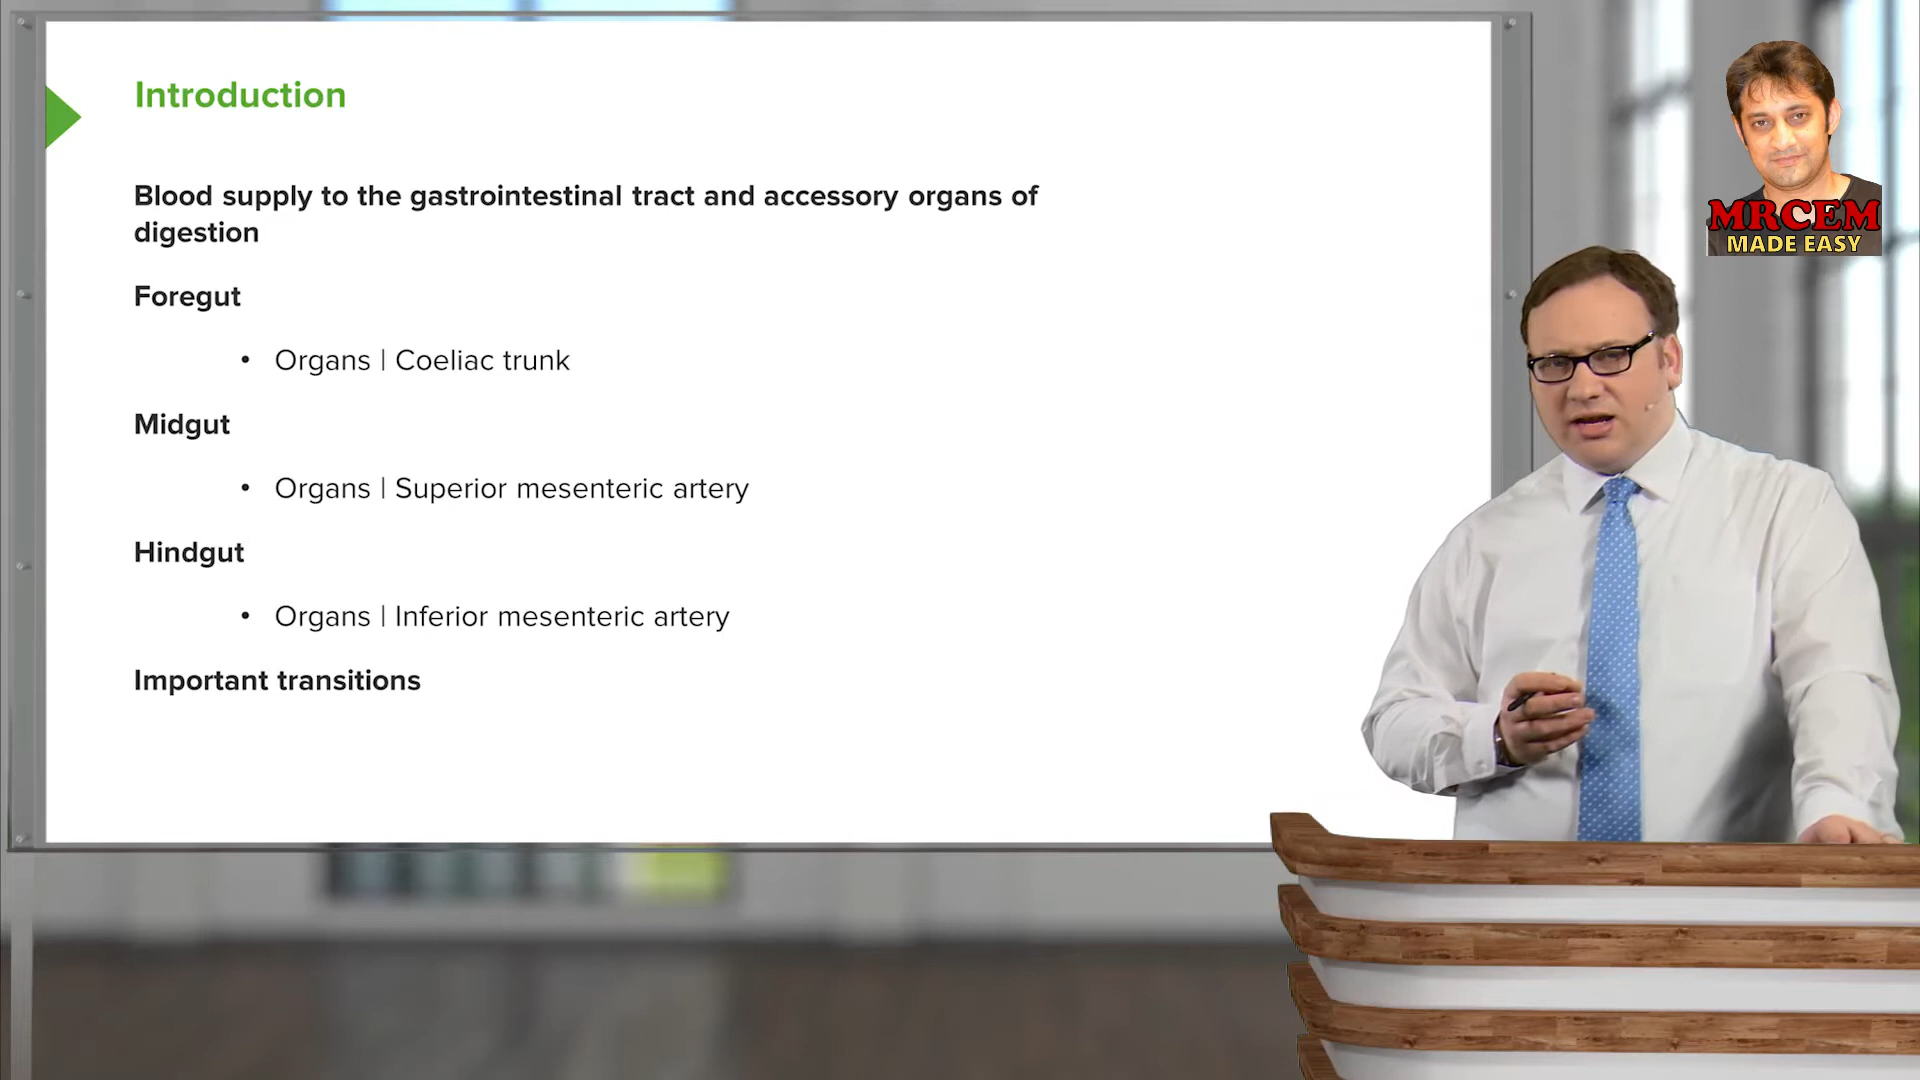 Introduction
Blood supply to the gastrointestinal tract and accessory organs of
digestion
Foregut
• Organs | Coeliac trunk
Midgut
• Organs | Superior mesenteric artery
Hindgut
• Organs | Inferior mesenteric artery
Important transitions
MRCEM
MADE EASY